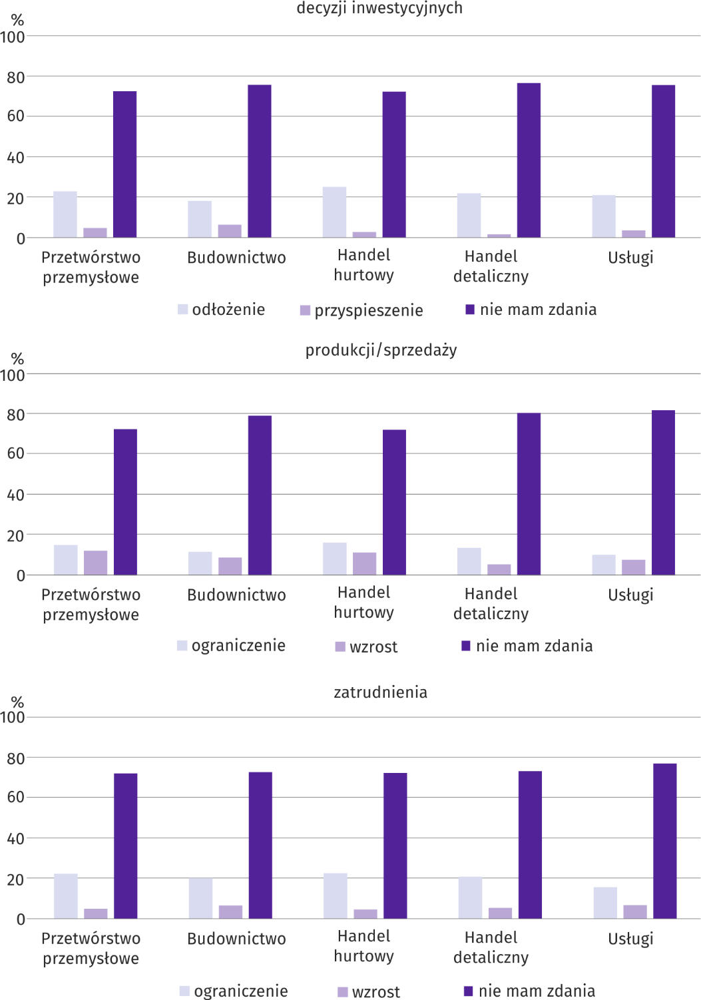 decyzji inwestycyjnych
%
100
80
60
40
20
0
Przetwórstwo
przemysłowe
Budownictwo
Handel
hurtowy
Handel
detaliczny
Usługi
odłożenie
przyspieszenie
nie mam zdania
produkcji/sprzedaży
%
100
80
60
40
20
0
Przetwórstwo
przemysłowe
Budownictwo
Handel
hurtowy
Handel
detaliczny
Usługi
ograniczenie
wzrost
nie mam zdania
zatrudnienia
%
100
80
60
40
20
0
Przetwórstwo
przemysłowe
Budownictwo
Handel
hurtowy
Handel
detaliczny
Usługi
ograniczenie
wzrost
nie mam zdania